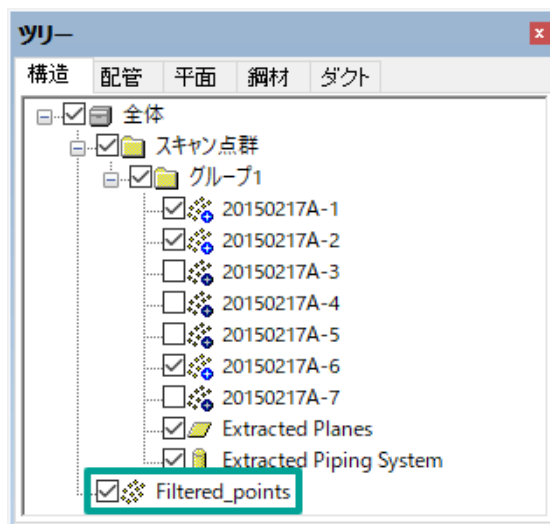 ツリー
構造 配管 平面 鋼材 ダクト
全体
スキャン点群
グループ1
20150217A-1
20150217A-2
20150217A-3
20150217A-4
20150217A-5
20150217A-6
20150217A-7
Extracted Planes
Extracted Piping System
Filtered_points